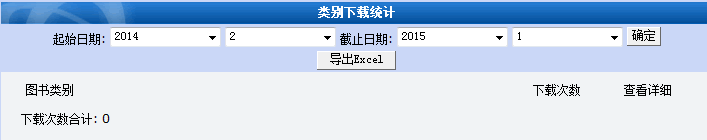 类别下载统计
起始日期: 2014 2 截止日期: 2015 1 确定
导出Excel
图书类别 下载次数 查看详细
下载次数合计: 0